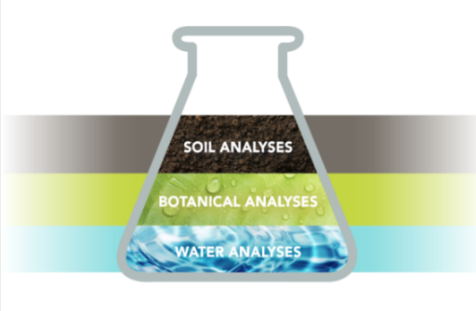 SOIL ANALYSES
BOTANICAL ANALYSES
WATER ANALYSES